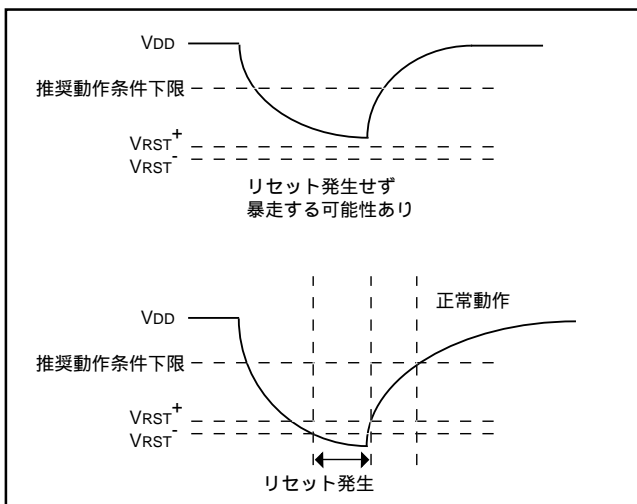 VDD
推奨動作条件下限
VRST+
VRST-
リセット発生せず
暴走する可能性あり
正常動作
VDD
推奨動作条件下限
VRST+
VRST-
リセット発生